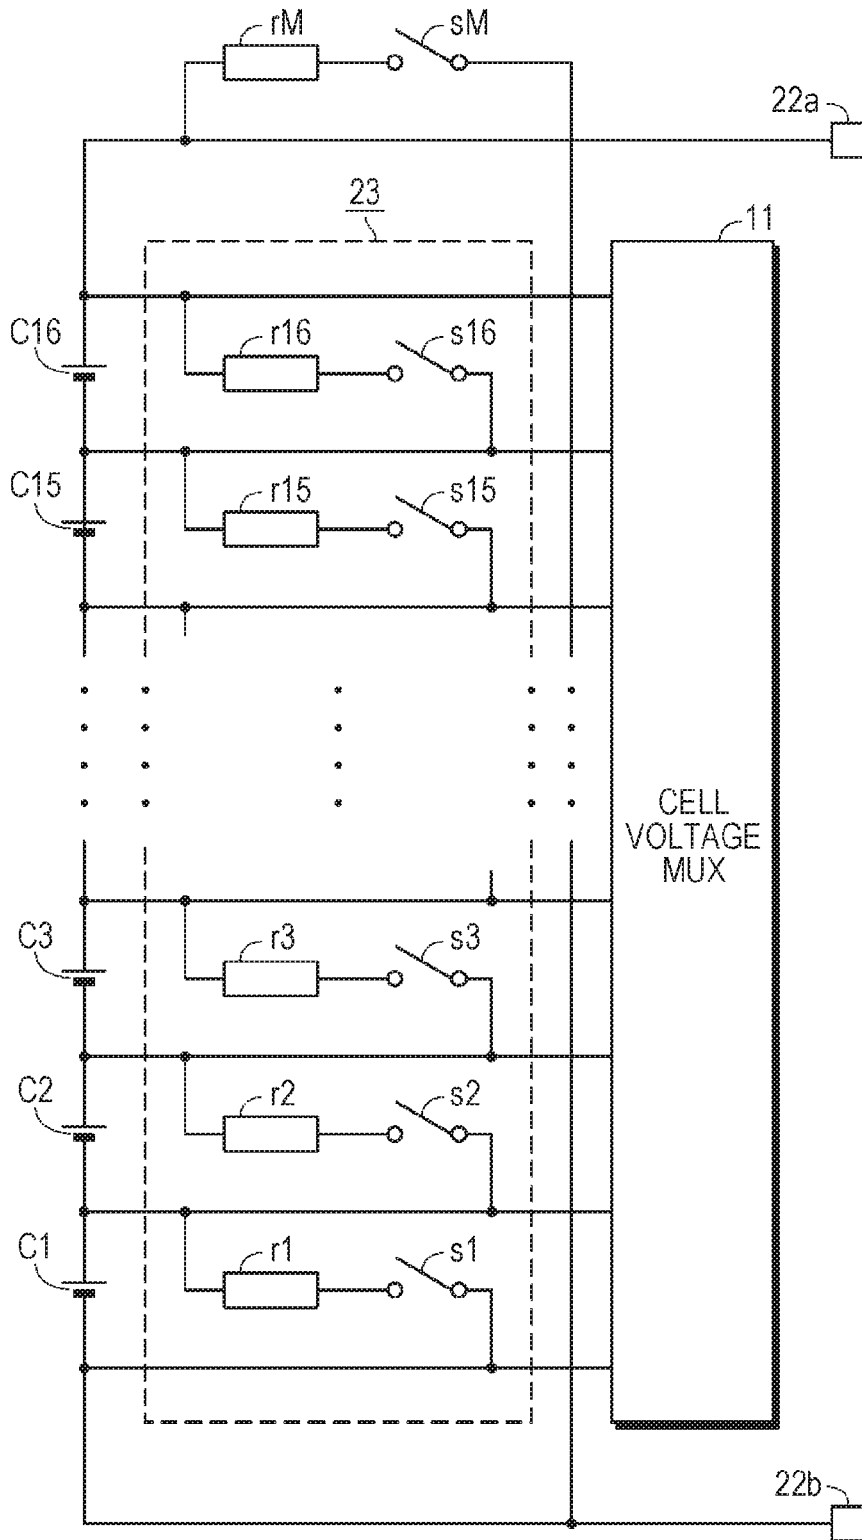 rM sM
22a
23
11
C16 r16 s16
C15 r15 s15
CELL
VOLTAGE
MUX
C3 r3 s3
C2 r2 s2
C1 r1 s1
22b